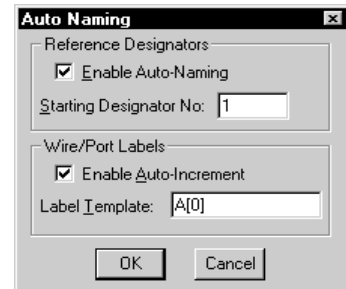 Auto Naming
Reference Designators
Enable Auto-Naming
Starting Designator No: 1
Wire/Port Labels
Enable Auto-Increment
Label Template: A[0]
OK Cancel